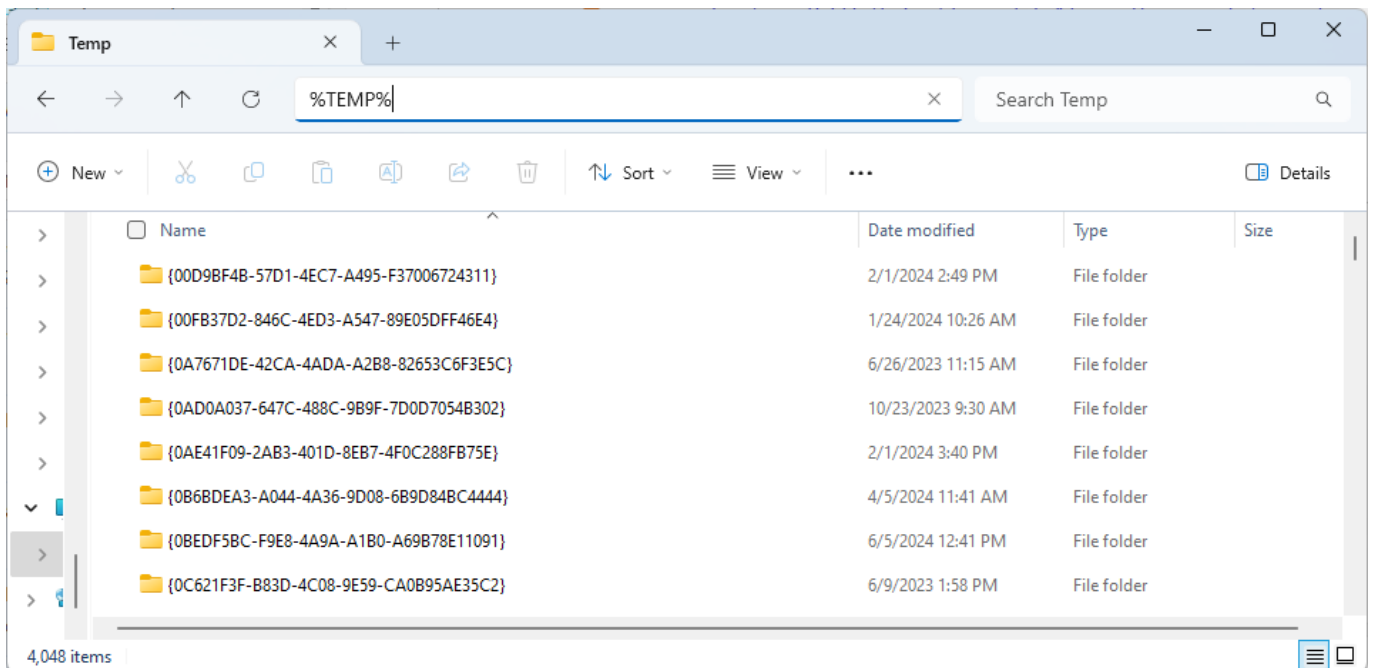 Temp
%TEMP%
Search Temp
New
Sort
View
Details
Name Date modified Type Size
{00D9BF4B-57D1-4EC7-A495-F37006724311} 2/1/2024 2:49 PM File folder
{00FB37D2-846C-4ED3-A547-89E05DFF46E4} 1/24/2024 10:26 AM File folder
{0A7671DE-42CA-4ADA-A2B8-82653C6F3E5C} 6/26/2023 11:15 AM File folder
{0AD0A037-647C-488C-9B9F-7D0D7054B302} 10/23/2023 9:30 AM File folder
{0AE41F09-2AB3-401D-8EB7-4F0C288FB75E} 2/1/2024 3:40 PM File folder
{0B6BDEA3-A044-4A36-9D08-6B9D84BC4444} 4/5/2024 11:41 AM File folder
{0BEDF5BC-F9E8-4A9A-A1B0-A69B78E11091} 6/5/2024 12:41 PM File folder
{0C621F3F-B83D-4C08-9E59-CA0B95AE35C2} 6/9/2023 1:58 PM File folder
4,048 items